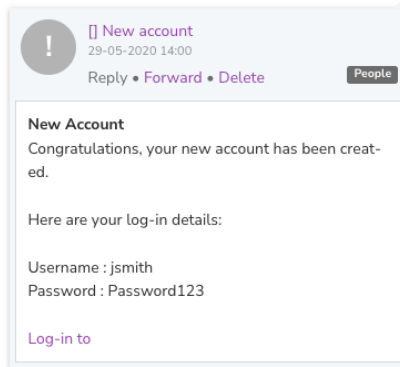 !
[] New account
29-05-2020 14:00
Reply • Forward • Delete
People
New Account
Congratulations, your new account has been creat-
ed.
Here are your log-in details:
Username : jsmith
Password : Password123
Log-in to